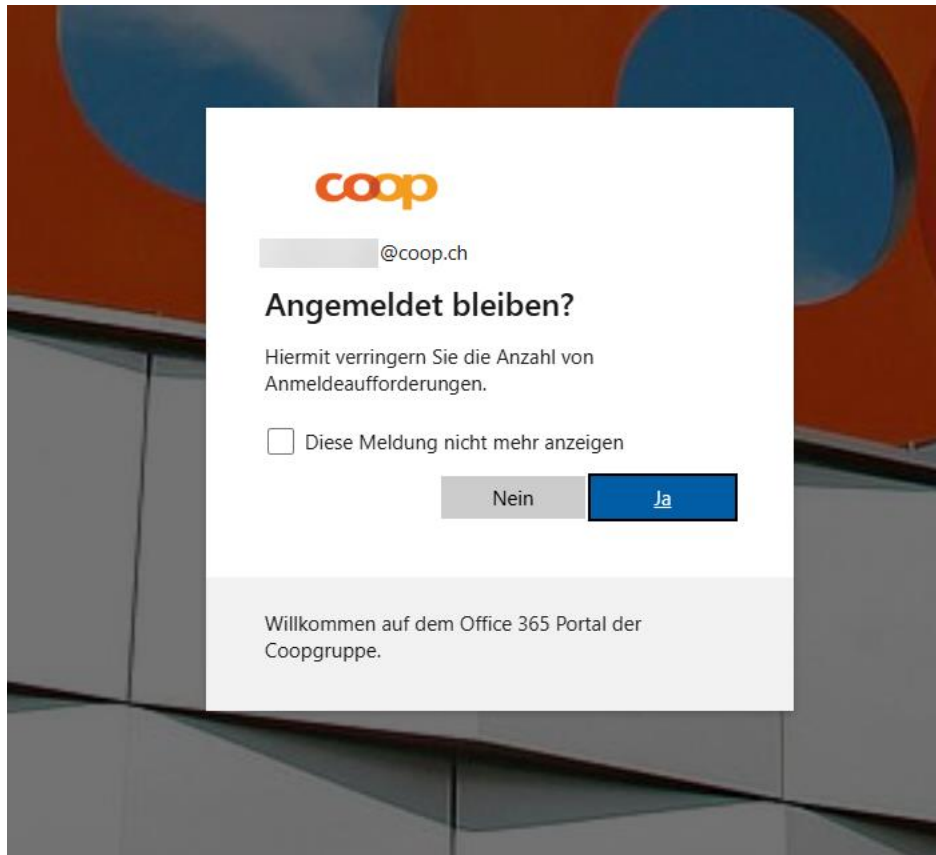 coop
@coop.ch
Angemeldet bleiben?
Hiermit verringern Sie die Anzahl von
Anmeldeaufforderungen.
Diese Meldung nicht mehr anzeigen
Nein
Ja
Willkommen auf dem Office 365 Portal der
Coopgruppe.